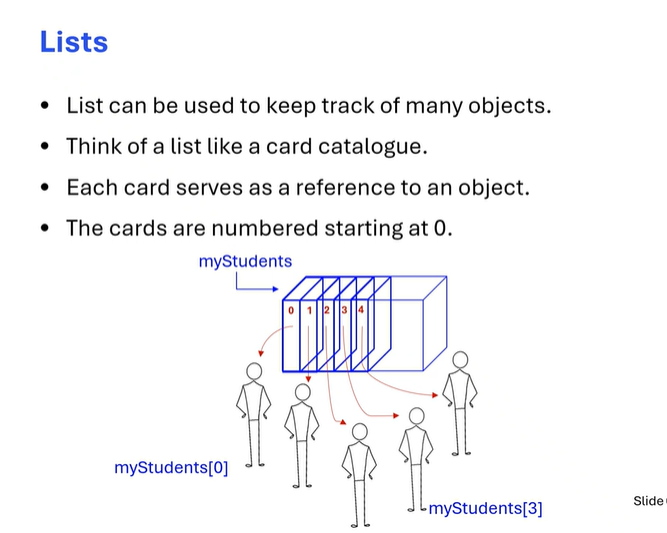 Lists
• List can be used to keep track of many objects.
• Think of a list like a card catalogue.
• Each card serves as a reference to an object.
• The cards are numbered starting at 0.
myStudents
0 1 2 3 4
myStudents[0]
myStudents[3]
Slide